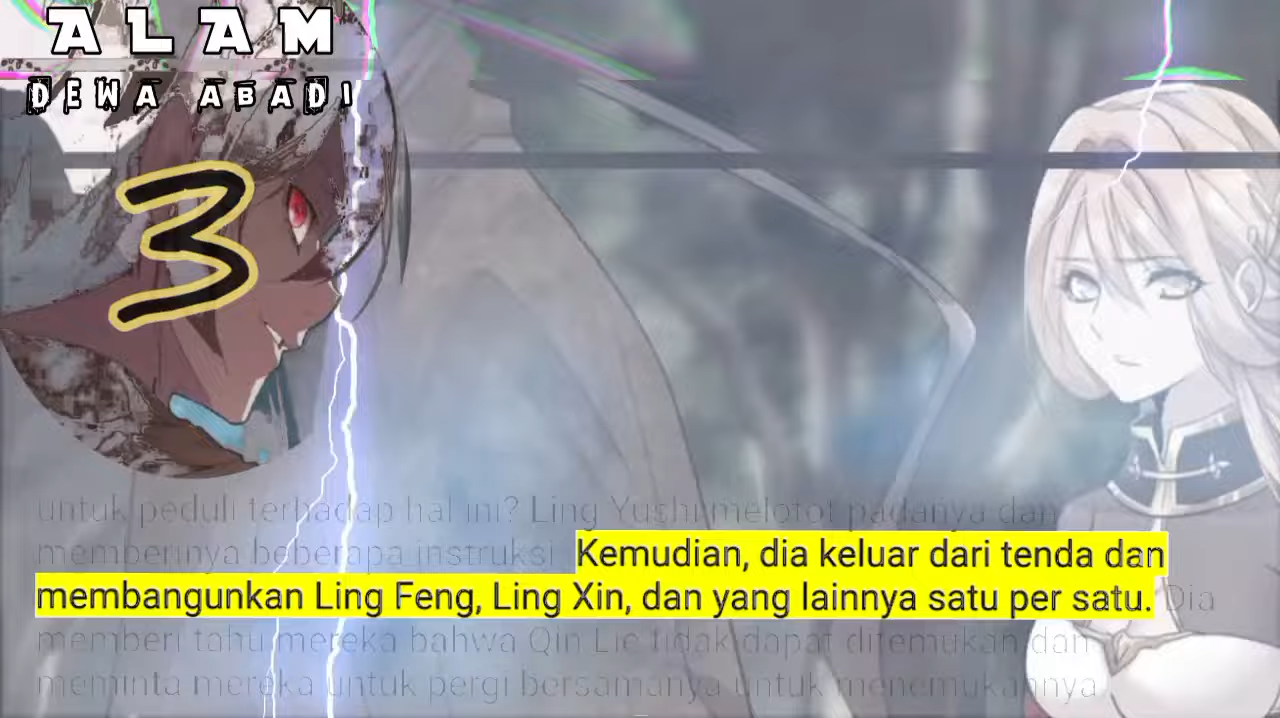 ALAM
DEWA ABADI
3
untuk peduli terhadap hal ini? Ling Yushi melotot padanya dan
memberinya beberapa instruksi. Kemudian, dia keluar dari tenda dan
membangunkan Ling Feng, Ling Xin, dan yang lainnya satu per satu. Dia
memberi tahu mereka bahwa Qin Lie tidak dapat ditemukan dan
meminta mereka untuk pergi bersamanya untuk menemukannya